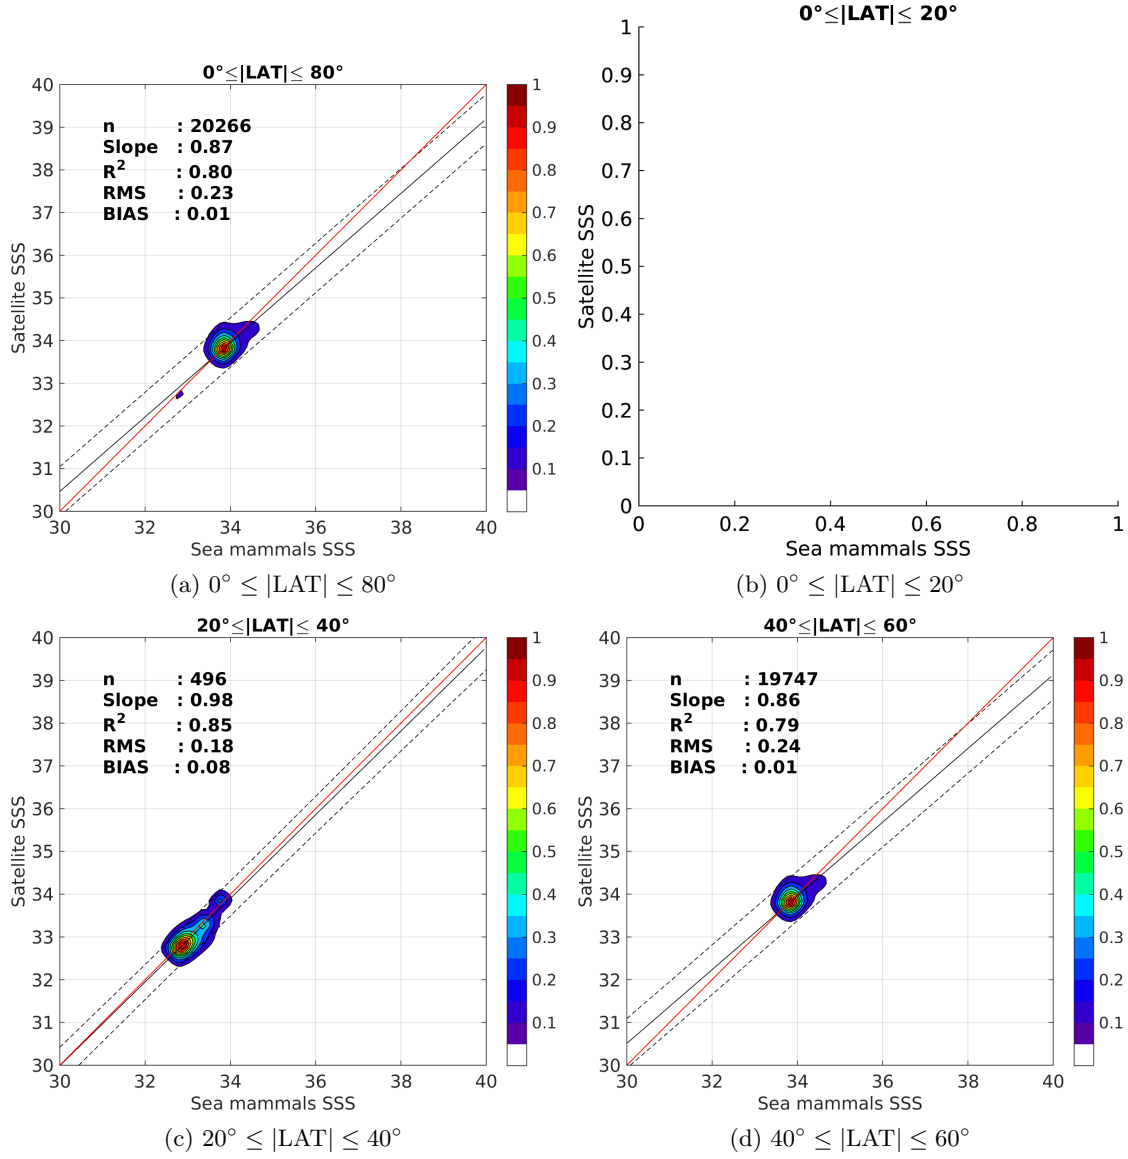 0°≤|LAT|≤ 80°
n : 20266
Slope : 0.87
R² : 0.80
RMS : 0.23
BIAS : 0.01
40
39
38
37
36
35
34
33
32
31
30
30 32 34 36 38 40
Satellite SSS
Sea mammals SSS
1
0.9
0.8
0.7
0.6
0.5
0.4
0.3
0.2
0.1
(a) 0° ≤ |LAT| ≤ 80°
0°≤|LAT|≤ 20°
1
0.9
0.8
0.7
0.6
0.5
0.4
0.3
0.2
0.1
0
0 0.2 0.4 0.6 0.8 1
Satellite SSS
Sea mammals SSS
(b) 0° ≤ |LAT| ≤ 20°
20°≤|LAT|≤ 40°
n : 496
Slope : 0.98
R² : 0.85
RMS : 0.18
BIAS : 0.08
40
39
38
37
36
35
34
33
32
31
30
30 32 34 36 38 40
Satellite SSS
Sea mammals SSS
1
0.9
0.8
0.7
0.6
0.5
0.4
0.3
0.2
0.1
(c) 20° ≤ |LAT| ≤ 40°
40°≤|LAT|≤ 60°
n : 19747
Slope : 0.86
R² : 0.79
RMS : 0.24
BIAS : 0.01
40
39
38
37
36
35
34
33
32
31
30
30 32 34 36 38 40
Satellite SSS
Sea mammals SSS
1
0.9
0.8
0.7
0.6
0.5
0.4
0.3
0.2
0.1
(d) 40° ≤ |LAT| ≤ 60°